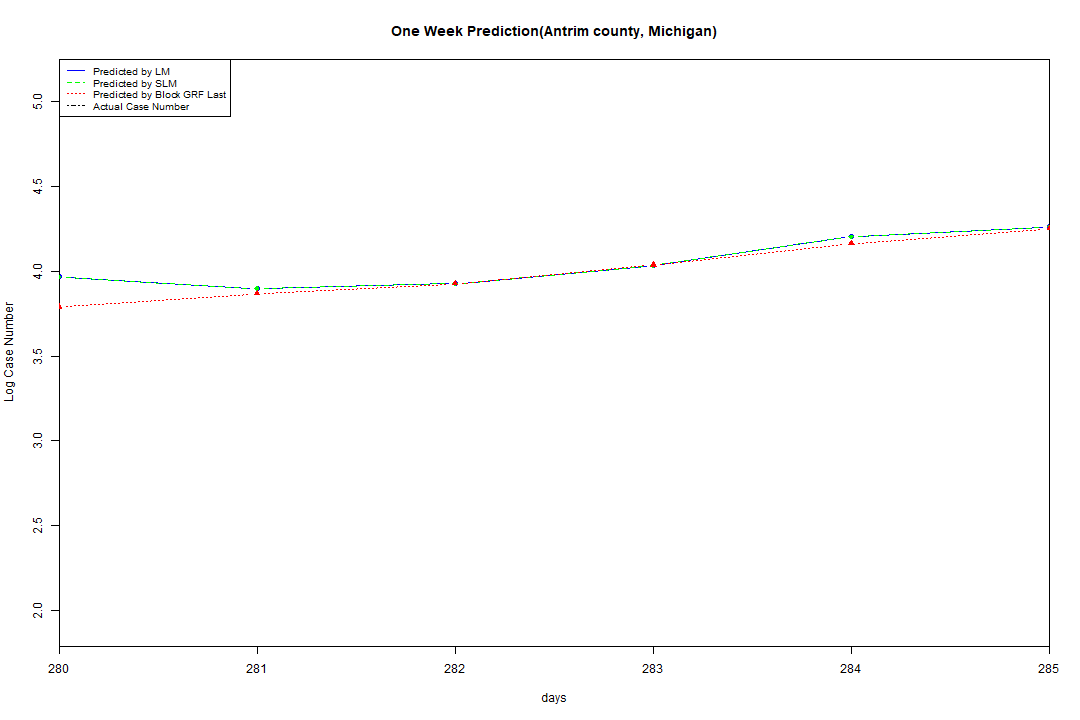 One Week Prediction(Antrim county, Michigan)
Predicted by LM
Predicted by SLM
Predicted by Block GRF Last
Actual Case Number
5.0
4.5
4.0
3.5
3.0
2.5
2.0
Log Case Number
280 281 282 283 284 285
days